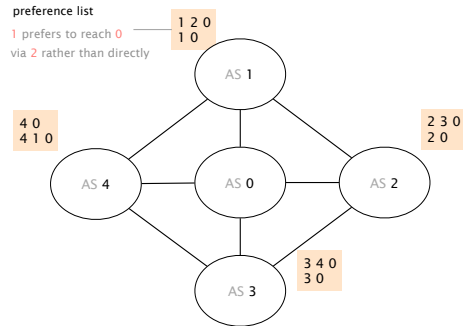 preference list
1 prefers to reach 0
via 2 rather than directly
1 2 0
1 0
AS 1
4 0
4 1 0
2 3 0
2 0
AS 4
AS 0
AS 2
3 4 0
3 0
AS 3